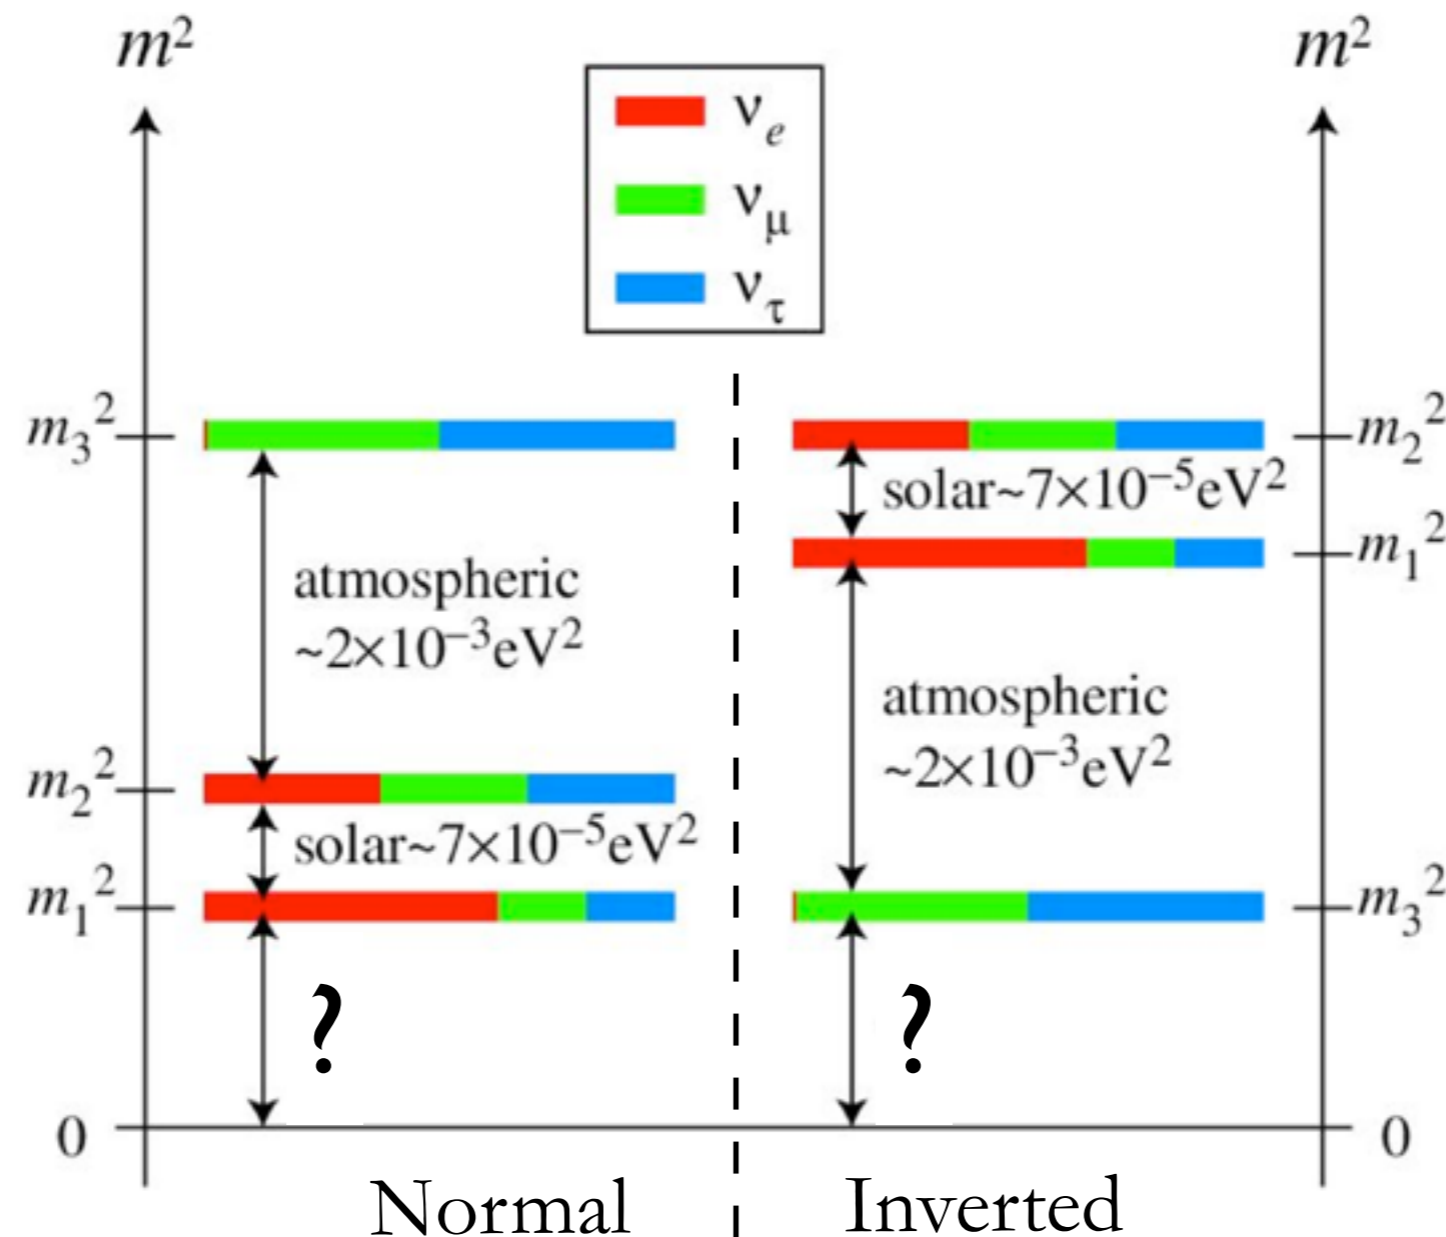 m²
m²
νₑ
ν_μ
ν_τ
m₃²
m₂²
solar~7×10⁻⁵eV²
m₁²
atmospheric
~2×10⁻³eV²
atmospheric
~2×10⁻³eV²
m₂²
solar~7×10⁻⁵eV²
m₁²
m₃²
?
?
0
0
Normal
Inverted